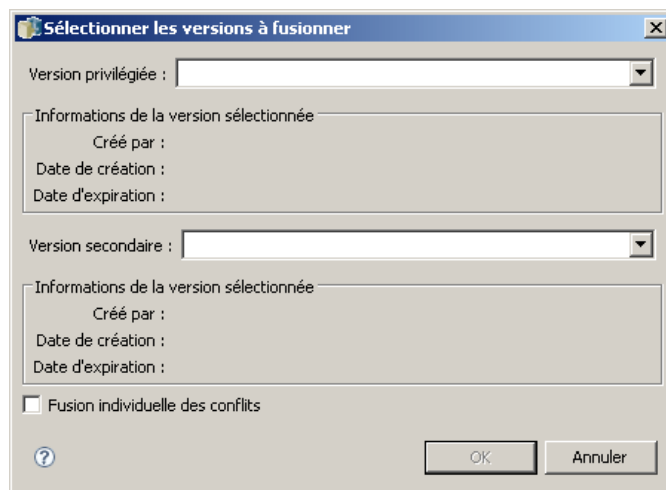 Sélectionner les versions à fusionner
Version privilégiée :
Informations de la version sélectionnée
Créé par :
Date de création :
Date d'expiration :
Version secondaire :
Informations de la version sélectionnée
Créé par :
Date de création :
Date d'expiration :
Fusion individuelle des conflits
OK
Annuler